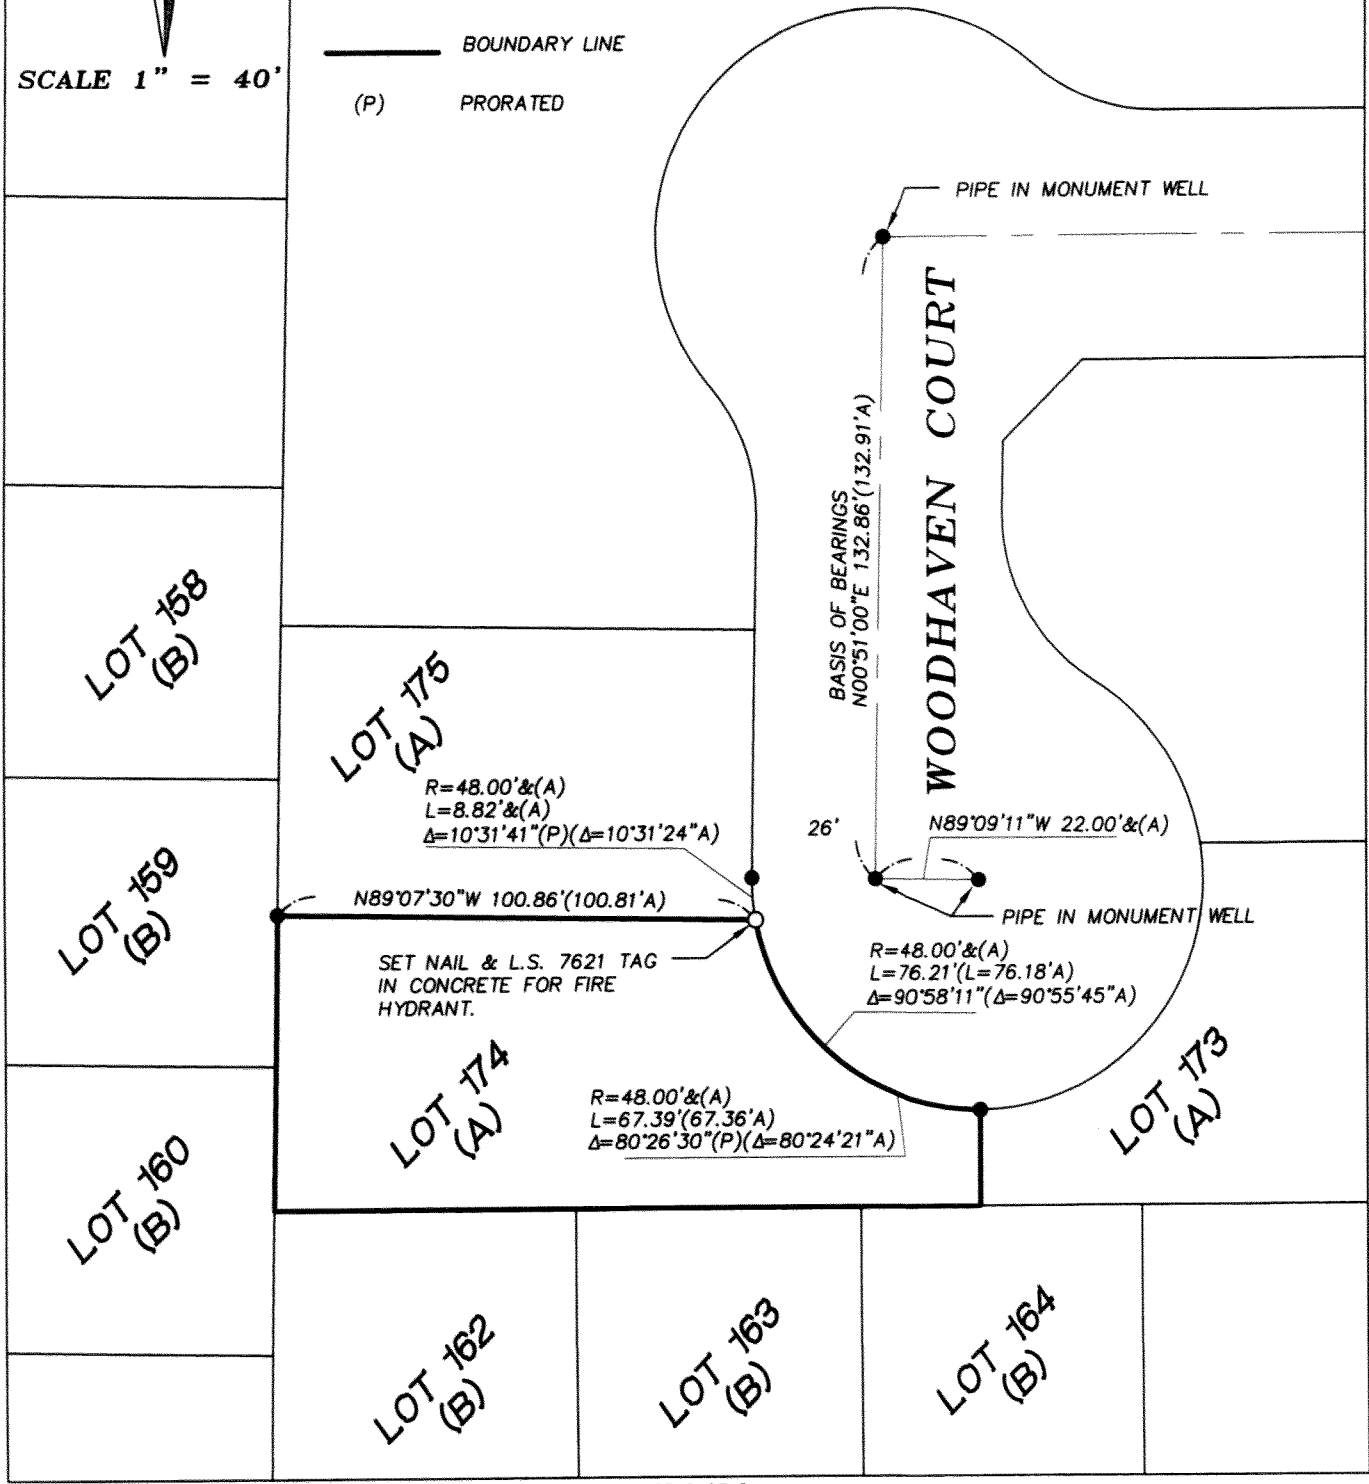 BOUNDARY LINE
SCALE 1" = 40'
(P) PRORATED
PIPE IN MONUMENT WELL
WOODHAVEN COURT
BASIS OF BEARINGS
N00°51'00"E 132.86'(132.91'A)
LOT 158
(B)
LOT 175
(A)
R=48.00'&(A)
L=8.82'&(A)
Δ=10°31'41"(P)(Δ=10°31'24"A)
26'
N89°09'11"W 22.00'&(A)
LOT 159
(B)
N89°07'30"W 100.86'(100.81'A)
PIPE IN MONUMENT WELL
SET NAIL & L.S. 7621 TAG
IN CONCRETE FOR FIRE
HYDRANT.
R=48.00'&(A)
L=76.21'(L=76.18'A)
Δ=90°58'11"(Δ=90°55'45"A)
LOT 174
(A)
R=48.00'&(A)
L=67.39'(67.36'A)
Δ=80°26'30"(P)(Δ=80°24'21"A)
LOT 173
(A)
LOT 160
(B)
LOT 162
(B)
LOT 163
(B)
LOT 164
(B)